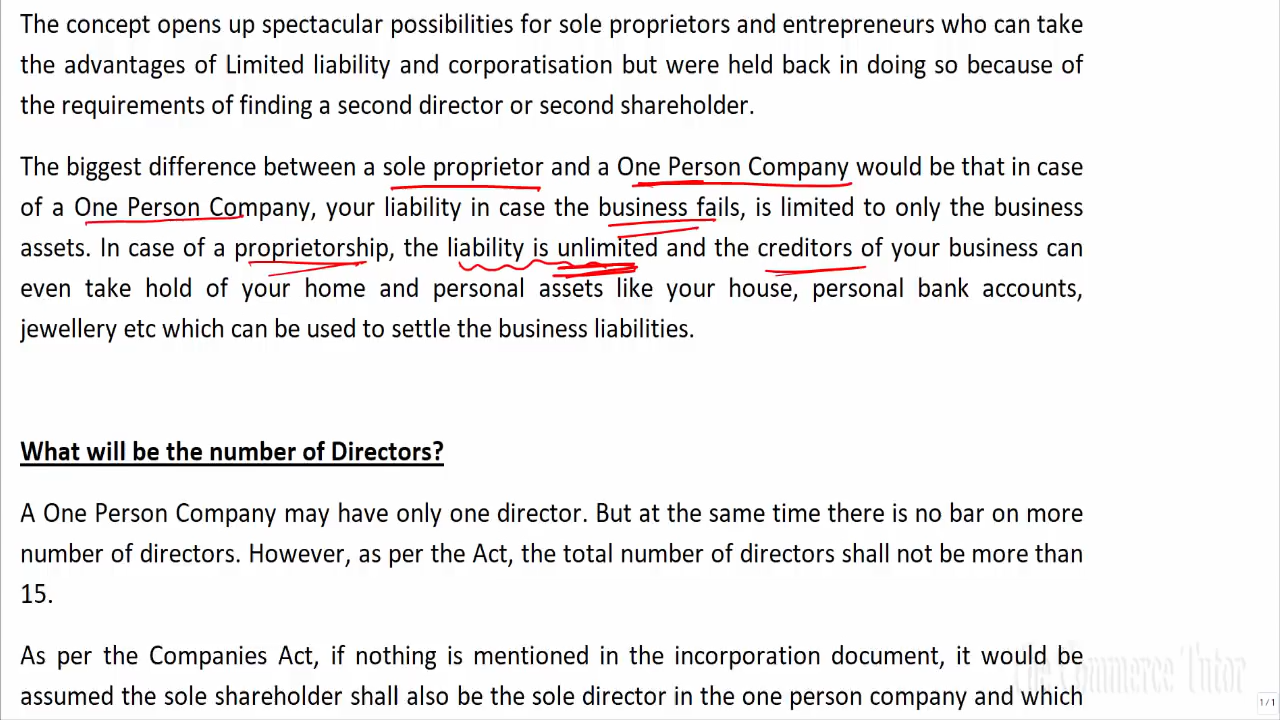 The concept opens up spectacular possibilities for sole proprietors and entrepreneurs who can take
the advantages of Limited liability and corporatisation but were held back in doing so because of
the requirements of finding a second director or second shareholder.
The biggest difference between a sole proprietor and a One Person Company would be that in case
of a One Person Company, your liability in case the business fails, is limited to only the business
assets. In case of a proprietorship, the liability is unlimited and the creditors of your business can
even take hold of your home and personal assets like your house, personal bank accounts,
jewellery etc which can be used to settle the business liabilities.
What will be the number of Directors?
A One Person Company may have only one director. But at the same time there is no bar on more
number of directors. However, as per the Act, the total number of directors shall not be more than
15.
As per the Companies Act, if nothing is mentioned in the incorporation document, it would be
assumed the sole shareholder shall also be the sole director in the one person company and which
The Commerce Tutor
1/1